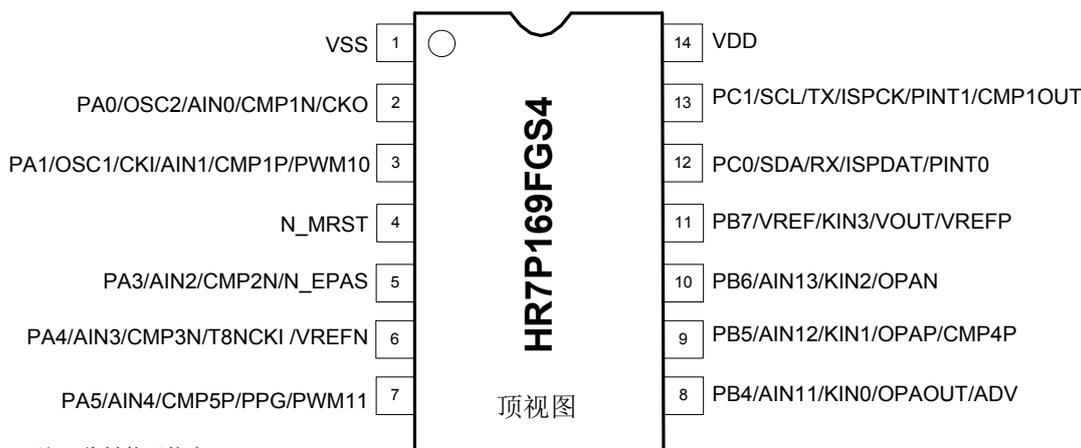 VSS 1 14 VDD
PA0/OSC2/AIN0/CMP1N/CKO 2 13 PC1/SCL/TX/ISPCK/PINT1/CMP1OUT
PA1/OSC1/CKI/AIN1/CMP1P/PWM10 3 12 PC0/SDA/RX/ISPDAT/PINT0
N_MRST 4 11 PB7/VREF/KIN3/VOUT/VREFP
PA3/AIN2/CMP2N/N_EPAS 5 10 PB6/AIN13/KIN2/OPAN
PA4/AIN3/CMP3N/T8NCKI /VREFN 6 9 PB5/AIN12/KIN1/OPAP/CMP4P
PA5/AIN4/CMP5P/PPG/PWM11 7 8 PB4/AIN11/KIN0/OPAOUT/ADV
HR7P169FGS4
顶视图